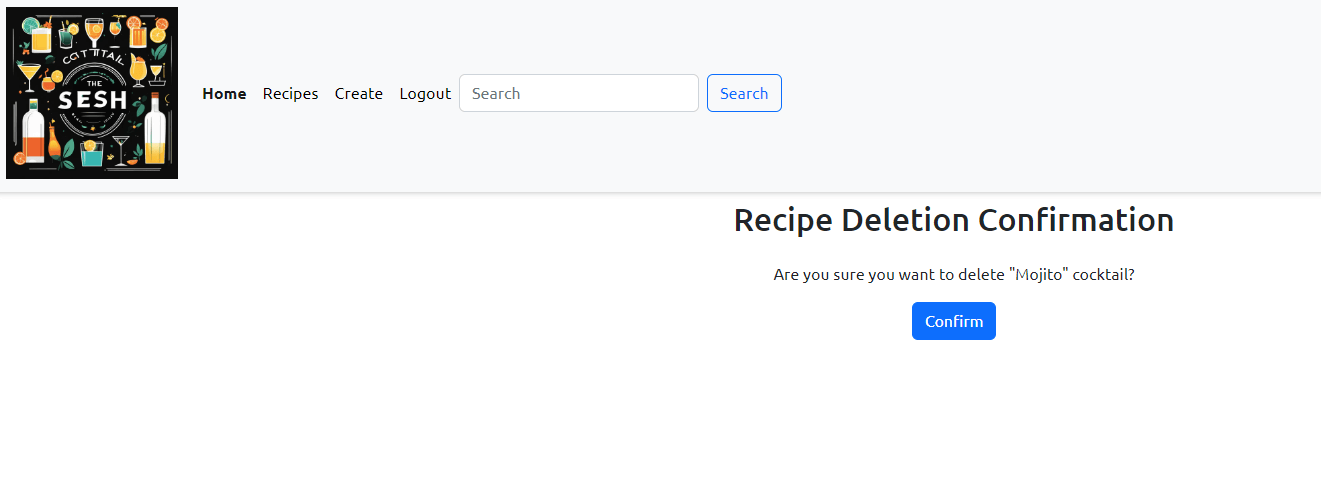 THE
SESH
Home Recipes Create Logout Search Search
Recipe Deletion Confirmation
Are you sure you want to delete "Mojito" cocktail?
Confirm